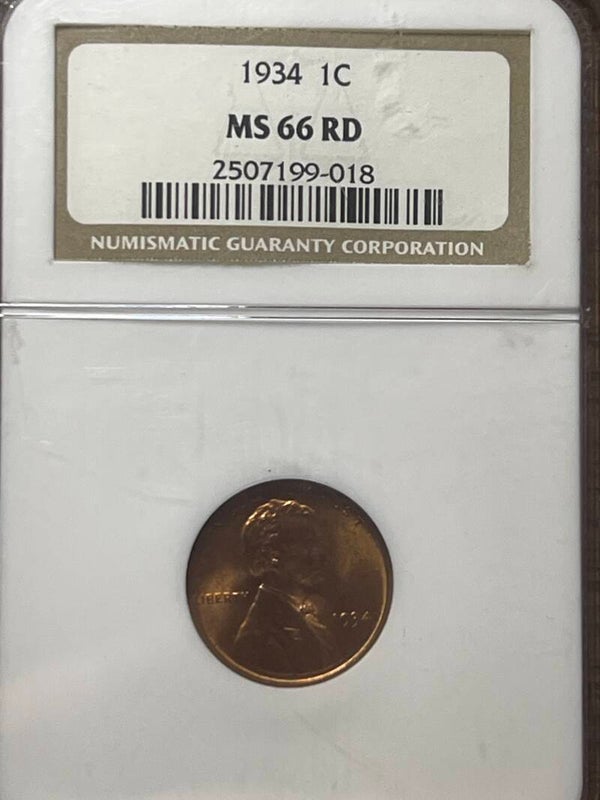 1934 1C
MS 66 RD
2507199-018
NUMISMATIC GUARANTY CORPORATION
LIBERTY
1934